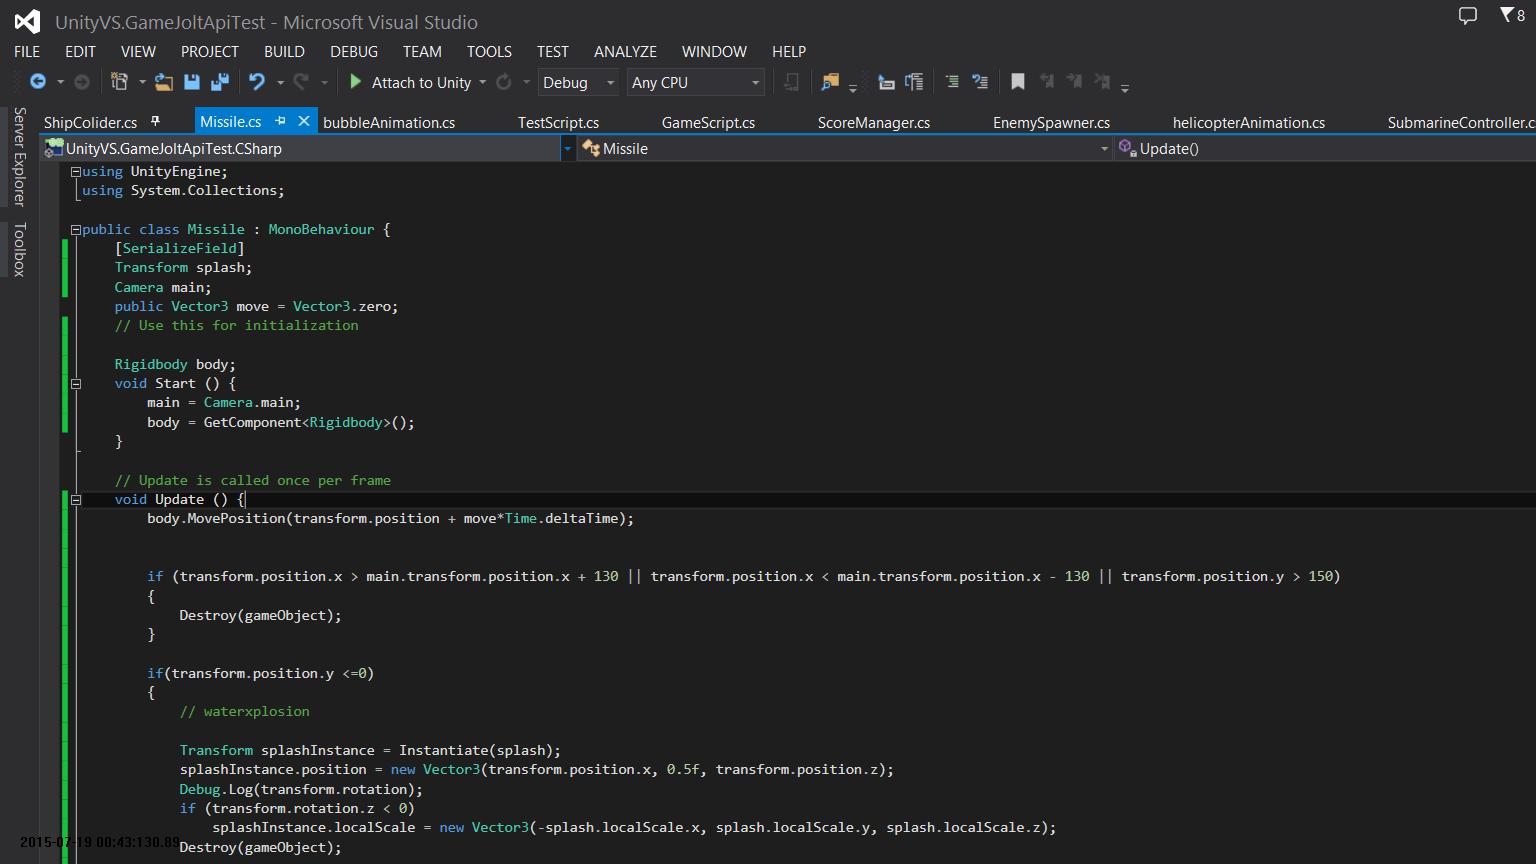 UnityVS.GameJoltApiTest - Microsoft Visual Studio
8
FILE EDIT VIEW PROJECT BUILD DEBUG TEAM TOOLS TEST ANALYZE WINDOW HELP
Attach to Unity Debug Any CPU
Server Explorer
Toolbox
ShipColider.cs Missile.cs bubbleAnimation.cs TestScript.cs GameScript.cs ScoreManager.cs EnemySpawner.cs helicopterAnimation.cs SubmarineController.cs
UnityVS.GameJoltApiTest.CSharp Missile Update()
using UnityEngine;
using System.Collections;
public class Missile : MonoBehaviour {
[SerializeField]
Transform splash;
Camera main;
public Vector3 move = Vector3.zero;
// Use this for initialization
Rigidbody body;
void Start () {
main = Camera.main;
body = GetComponent<Rigidbody>();
}
// Update is called once per frame
void Update () {
body.MovePosition(transform.position + move*Time.deltaTime);
if (transform.position.x > main.transform.position.x + 130 || transform.position.x < main.transform.position.x - 130 || transform.position.y > 150)
{
Destroy(gameObject);
}
if(transform.position.y <=0)
{
// waterxplosion
Transform splashInstance = Instantiate(splash);
splashInstance.position = new Vector3(transform.position.x, 0.5f, transform.position.z);
Debug.Log(transform.rotation);
if (transform.rotation.z < 0)
splashInstance.localScale = new Vector3(-splash.localScale.x, splash.localScale.y, splash.localScale.z);
Destroy(gameObject);
2015-07-19 00:43:130.89